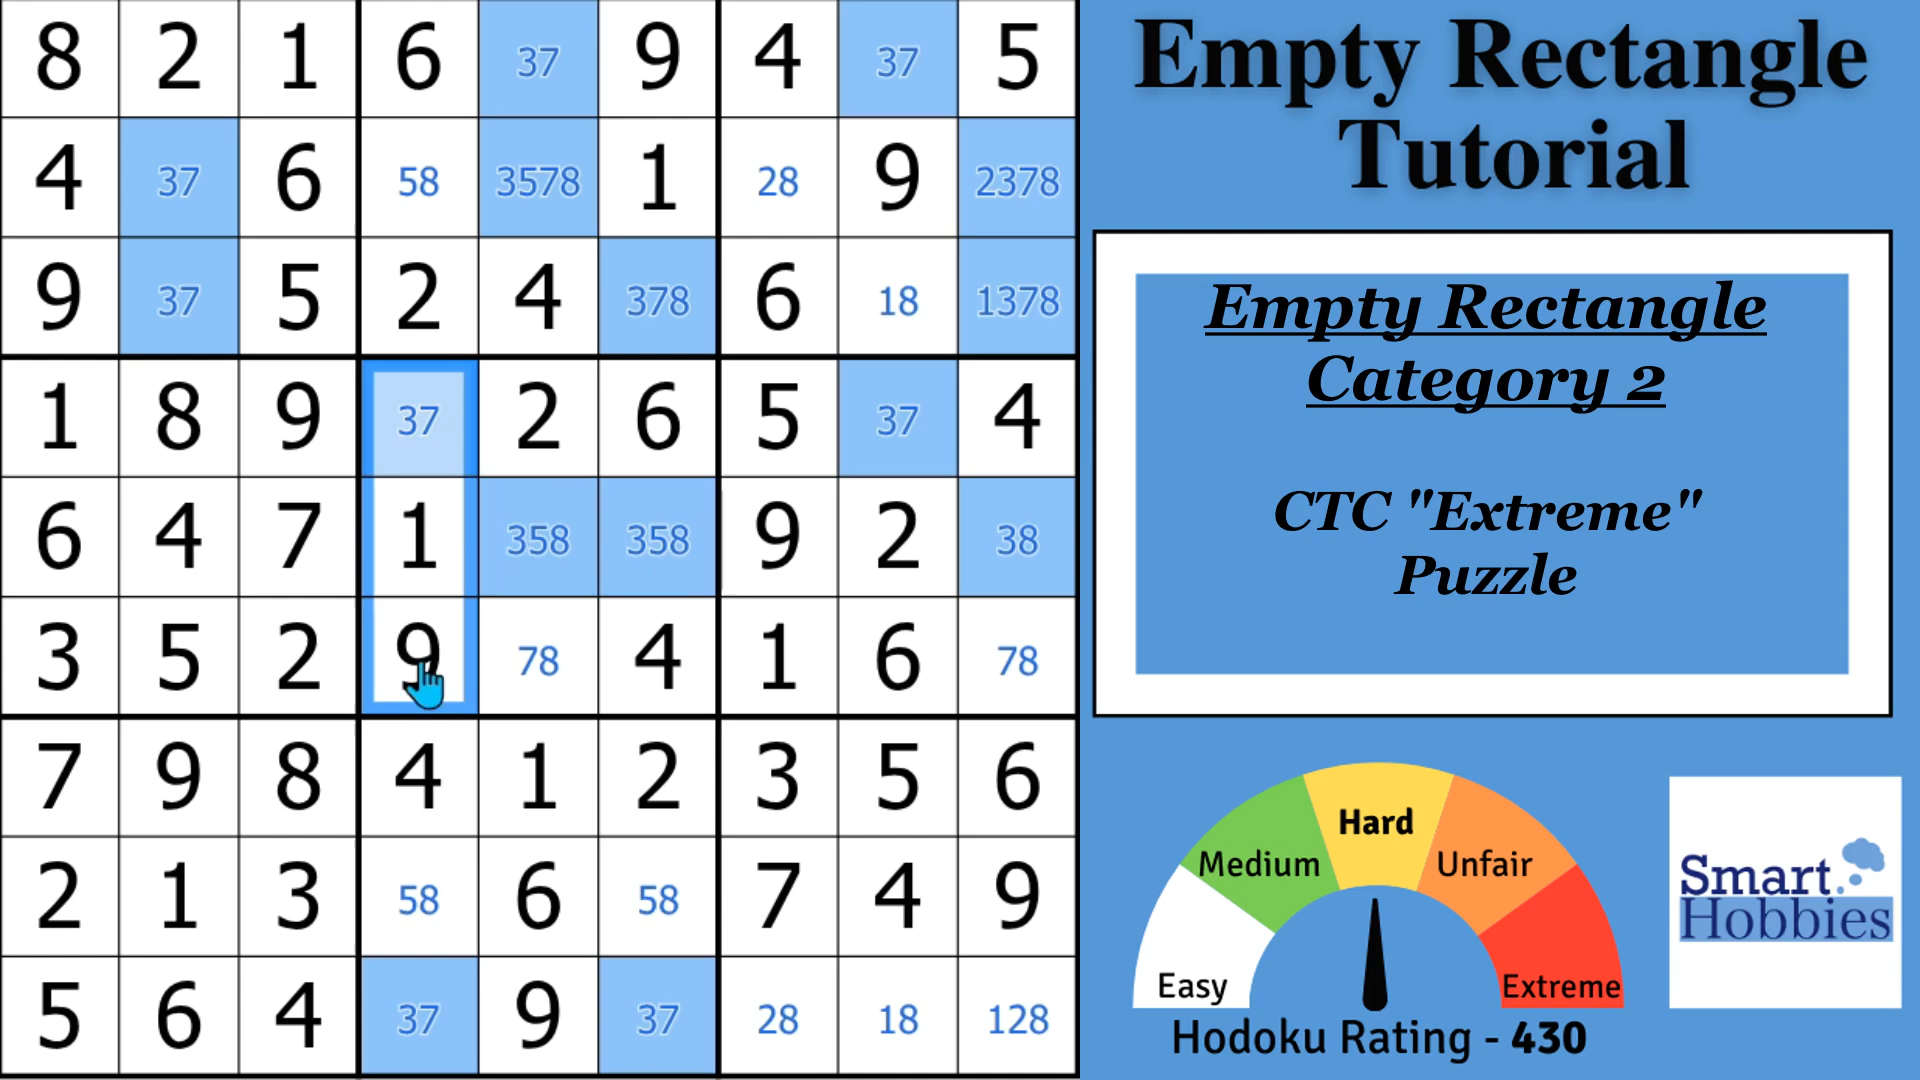 8 2 1 6 37 9 4 37 5
4 37 6 58 3578 1 28 9 2378
9 37 5 2 4 378 6 18 1378
1 8 9 37 2 6 5 37 4
6 4 7 1 358 358 9 2 38
3 5 2 9 78 4 1 6 78
7 9 8 4 1 2 3 5 6
2 1 3 58 6 58 7 4 9
5 6 4 37 9 37 28 18 128
Empty Rectangle
Tutorial
Empty Rectangle
Category 2
CTC "Extreme"
Puzzle
Easy
Medium
Hard
Unfair
Extreme
Hodoku Rating - 430
Smart
Hobbies